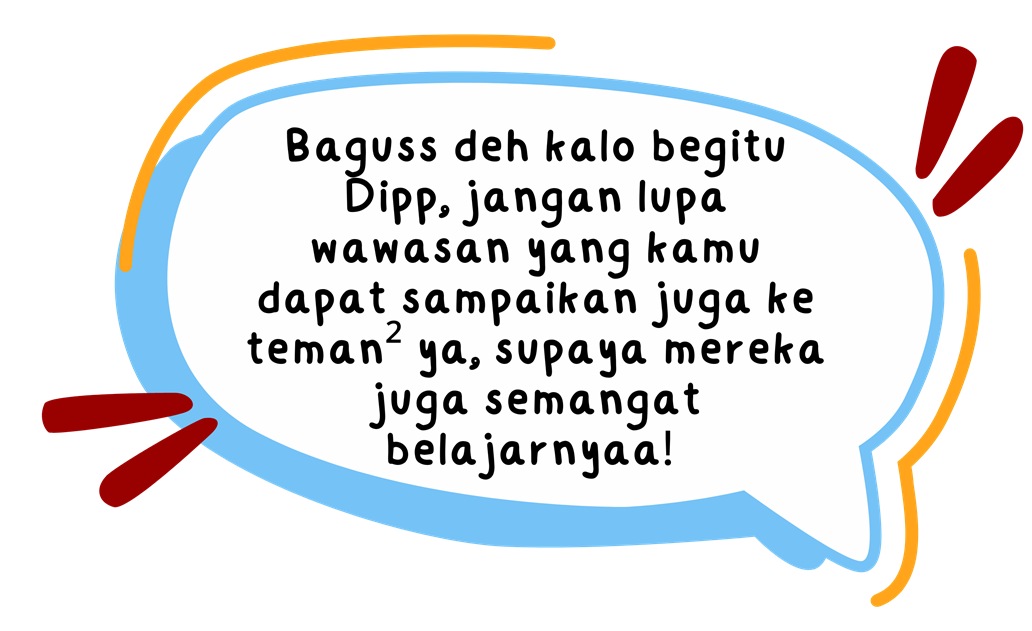 Baguss deh kalo begitu
Dipp, jangan lupa
wawasan yang kamu
dapat sampaikan juga ke
teman² ya, supaya mereka
juga semangat
belajarnyaa!